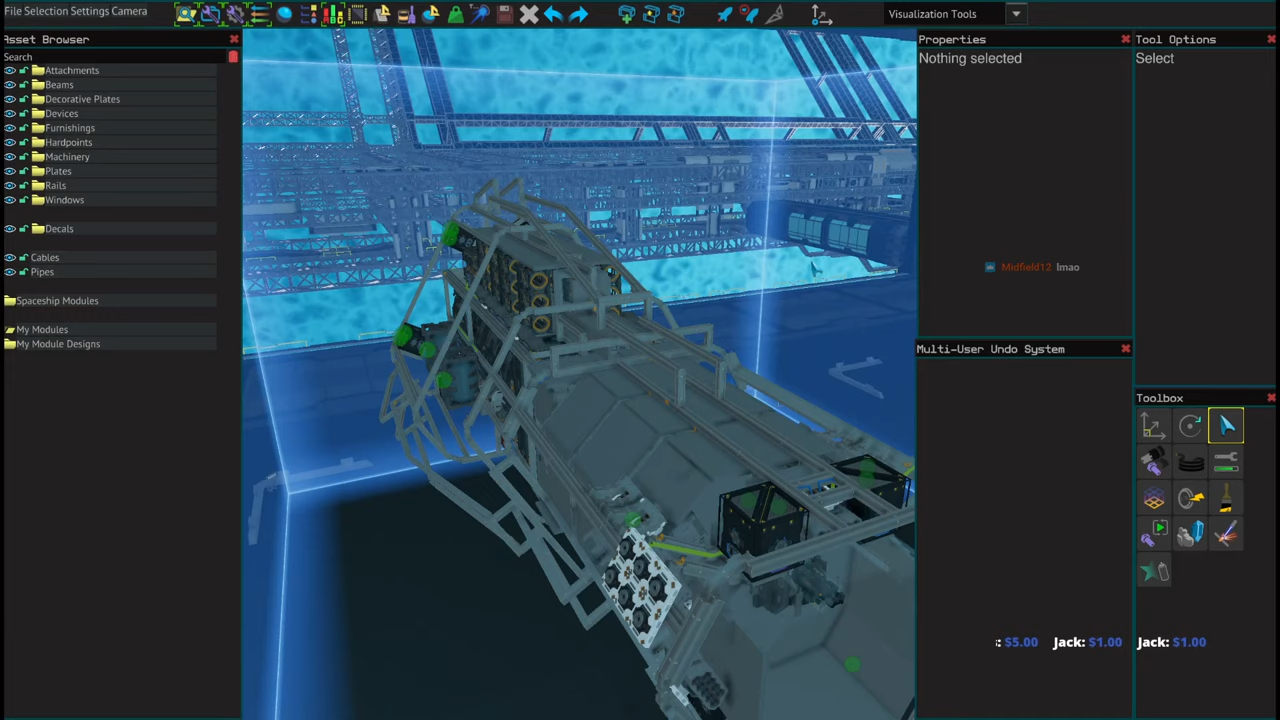 File Selection Settings Camera
Visualization Tools
Asset Browser
Search
Attachments
Beams
Decorative Plates
Devices
Furnishings
Hardpoints
Machinery
Plates
Rails
Windows
Decals
Cables
Pipes
Spaceship Modules
My Modules
My Module Designs
Properties
Nothing selected
Midfield12 lmao
Multi-User Undo System
Tool Options
Select
Toolbox
: $5.00 Jack: $1.00 Jack: $1.00